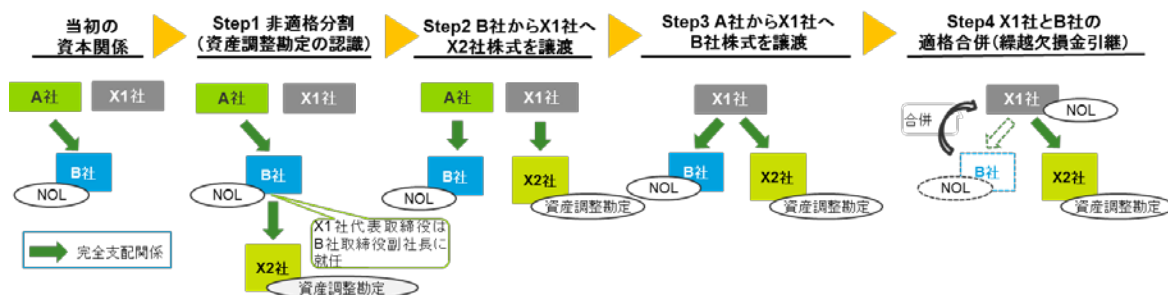 当初の
資本関係
A社
X1社
B社
NOL
完全支配関係
Step1 非適格分割
(資産調整勘定の認識)
A社
X1社
B社
NOL
X1社代表取締役は
B社取締役副社長に
就任
X2社
資産調整勘定
Step2 B社からX1社へ
X2社株式を譲渡
A社
X1社
B社
NOL
X2社
資産調整勘定
Step3 A社からX1社へ
B社株式を譲渡
X1社
B社
NOL
X2社
資産調整勘定
Step4 X1社とB社の
適格合併(繰越欠損金引継)
X1社
NOL
合併
B社
NOL
X2社
資産調整勘定